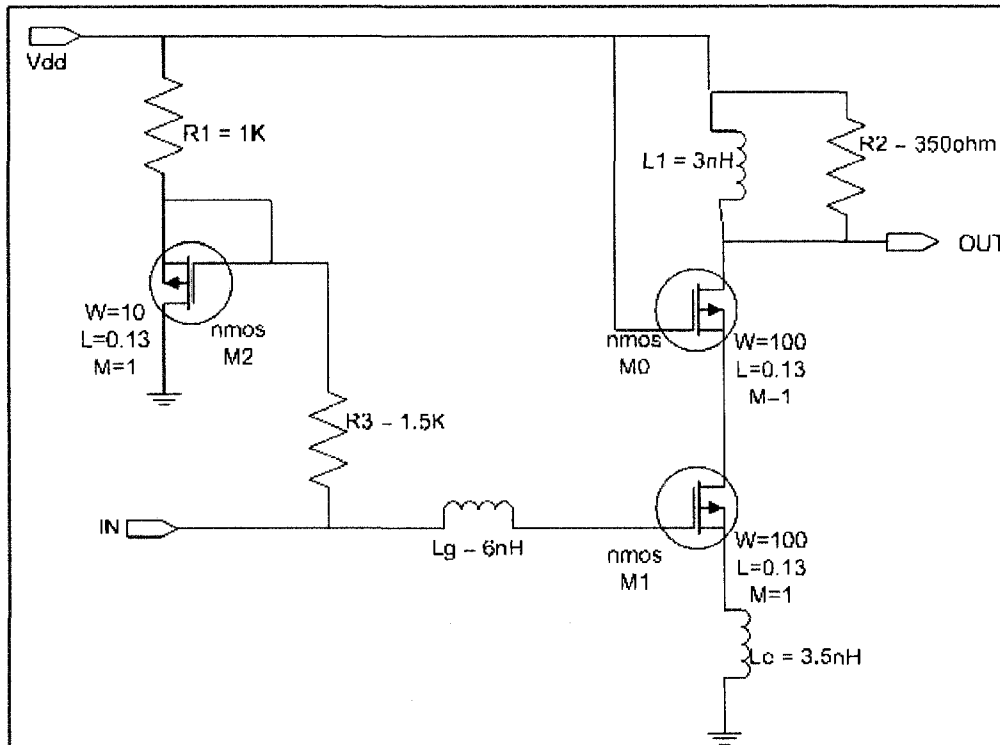 Vdd
R1 = 1K
L1 = 3nH
R2 - 350ohm
OUT
W=10
L=0.13
M=1
nmos
M2
nmos
M0
W=100
L=0.13
M-1
R3 - 1.5K
IN
Lg - 6nH
nmos
M1
W=100
L=0.13
M=1
Lc = 3.5nH